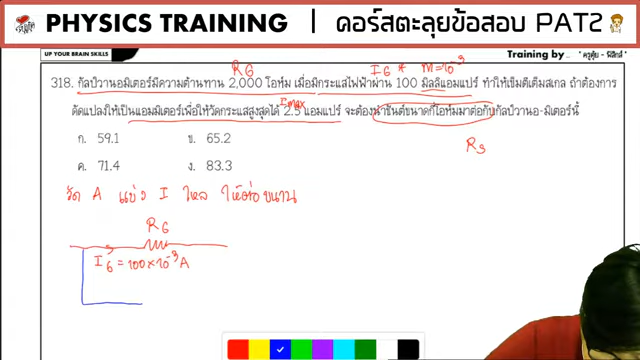 PHYSICS TRAINING | คอร์สตะลุยข้อสอบ PAT2
UP YOUR BRAIN SKILLS
Training by..
R_G
I_G * m = 10⁻³
318. กัลป์วานอมิเตอร์มีความต้านทาน 2,000 โอห์ม เมื่อมีกระแสไฟฟ้าผ่าน 100 มิลลิแอมแปร์ ทำให้เข็มตีเต็มสเกล ถ้าต้องการ
I max
ดัดแปลงให้เป็นแอมมิเตอร์เพื่อให้วัดกระแสสูงสุดได้ 2.5 แอมแปร์ จะต้องนำชันต์ขนาดกี่โอห์มมาต่อกับกัลป์วานอ-มิเตอร์นี้
ก. 59.1 ข. 65.2
R_S
ค. 71.4 ง. 83.3
วัด A แบ่ง I ไหล ให้ต่อ ขนาน
R_G
I_G = 100×10⁻³ A